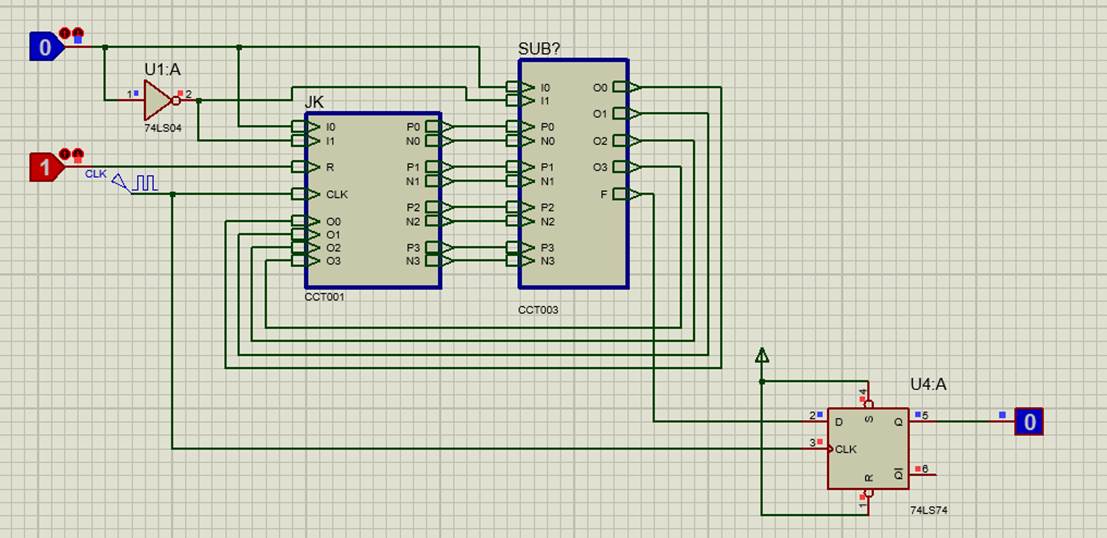 0
U1:A
1
2
74LS04
1
CLK
JK
I0
I1
R
CLK
O0
O1
O2
O3
P0
N0
P1
N1
P2
N2
P3
N3
CCT001
SUB?
I0
I1
P0
N0
P1
N1
P2
N2
P3
N3
O0
O1
O2
O3
F
CCT003
U4:A
4
2
D
S
Q
5
3
CLK
R
Q
6
1
74LS74
0